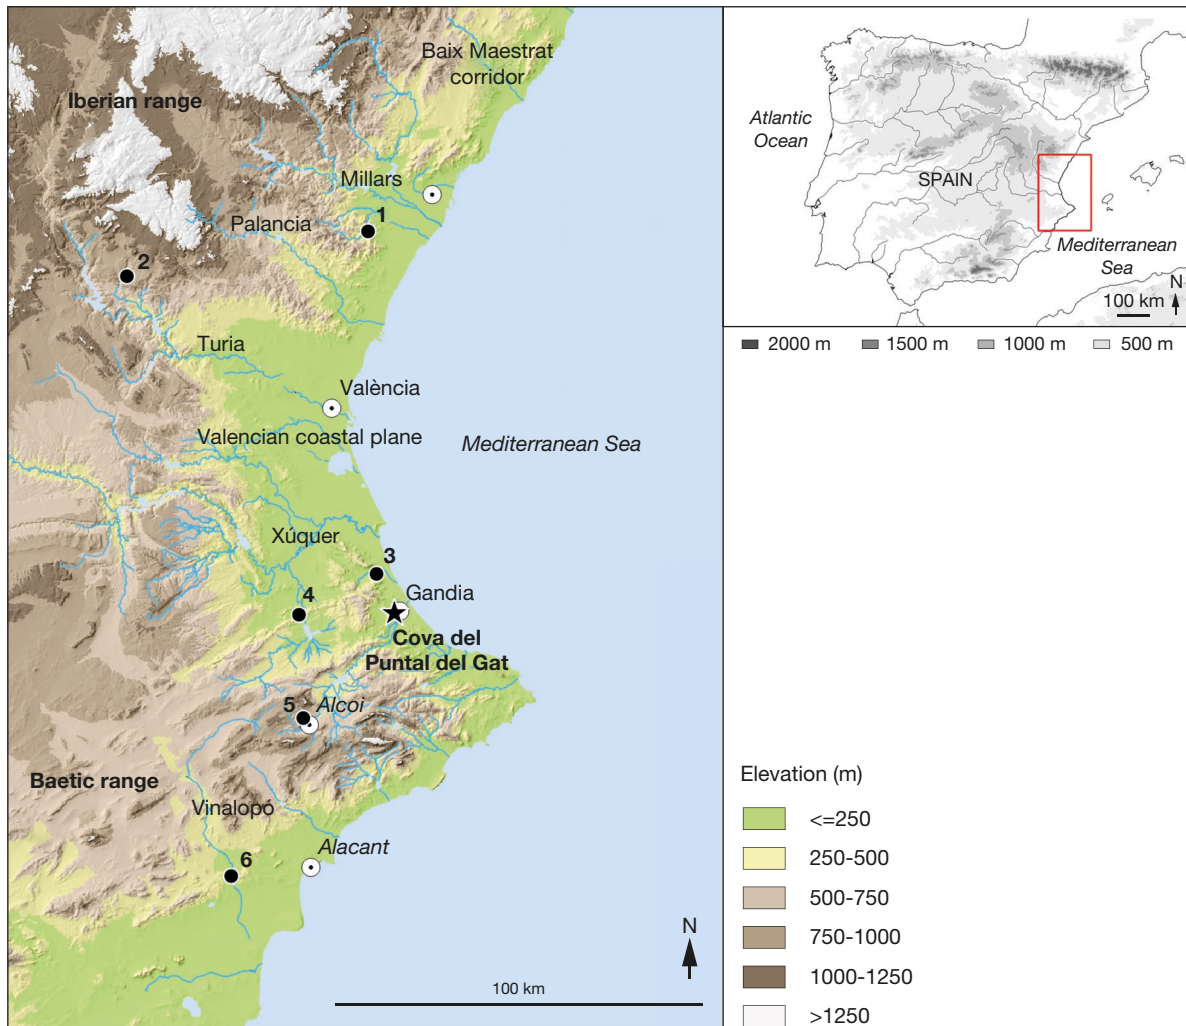 Baix Maestrat
corridor
Iberian range
Millars
1
Palancia
2
Turia
València
Valencian coastal plane
Mediterranean Sea
Xúquer
3
4
Gandia
Cova del
Puntal del Gat
5
Alcoi
Baetic range
Vinalopó
Alacant
6
N
100 km
Atlantic
Ocean
SPAIN
Mediterranean
Sea
N
100 km
2000 m
1500 m
1000 m
500 m
Elevation (m)
<=250
250-500
500-750
750-1000
1000-1250
>1250